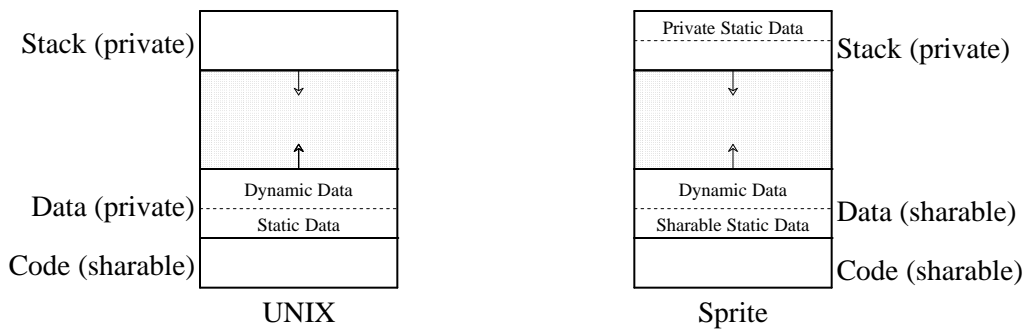 Stack (private)
Data (private)
Code (sharable)
Dynamic Data
Static Data
UNIX
Private Static Data
Dynamic Data
Sharable Static Data
Stack (private)
Data (sharable)
Code (sharable)
Sprite